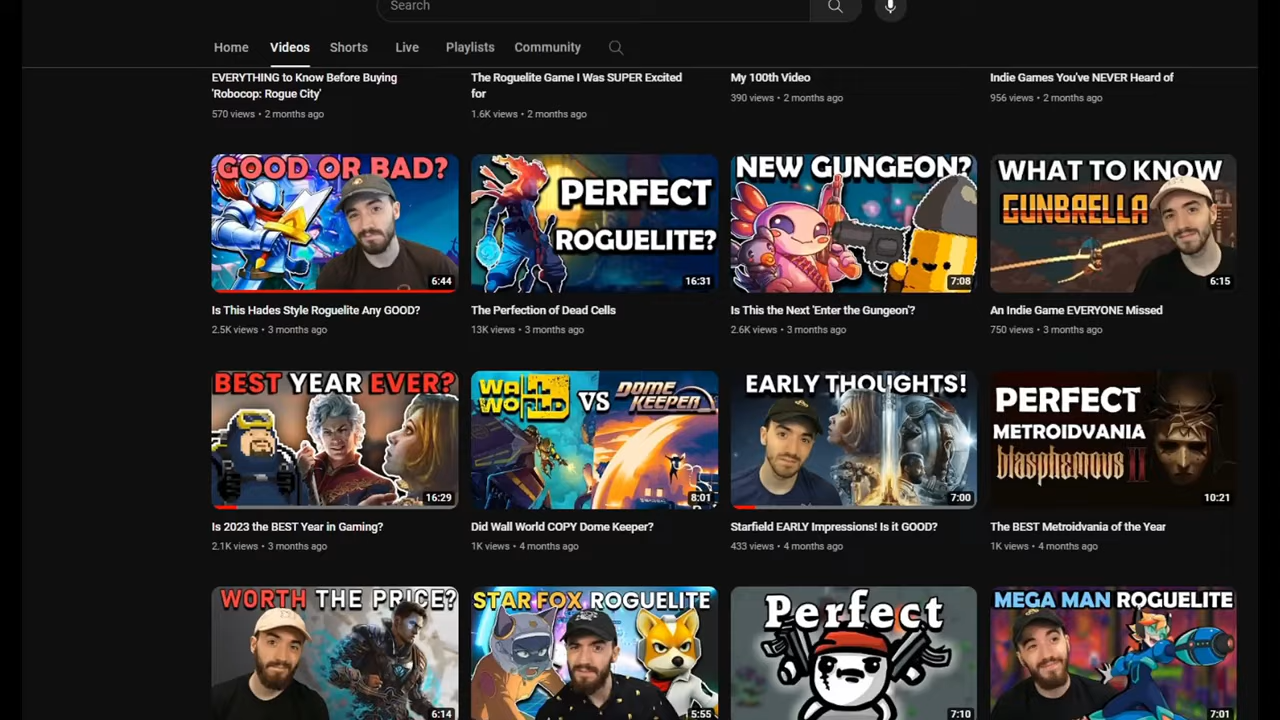 Search
Home Videos Shorts Live Playlists Community
EVERYTHING to Know Before Buying
'Robocop: Rogue City'
570 views • 2 months ago
The Roguelite Game I Was SUPER Excited
for
1.6K views • 2 months ago
My 100th Video
390 views • 2 months ago
Indie Games You've NEVER Heard of
956 views • 2 months ago
GOOD OR BAD?
6:44
Is This Hades Style Roguelite Any GOOD?
2.5K views • 3 months ago
PERFECT
ROGUELITE?
16:31
The Perfection of Dead Cells
13K views • 3 months ago
NEW GUNGEON?
7:08
Is This the Next 'Enter the Gungeon'?
2.6K views • 3 months ago
WHAT TO KNOW
GUNBRELLA
6:15
An Indie Game EVERYONE Missed
750 views • 3 months ago
BEST YEAR EVER?
16:29
Is 2023 the BEST Year in Gaming?
2.1K views • 3 months ago
WALL
WORLD
VS
DOME
KEEPER
8:01
Did Wall World COPY Dome Keeper?
1K views • 4 months ago
EARLY THOUGHTS!
7:00
Starfield EARLY Impressions! Is it GOOD?
433 views • 4 months ago
PERFECT
METROIDVANIA
blasphemous II
10:21
The BEST Metroidvania of the Year
1K views • 4 months ago
WORTH THE PRICE?
6:14
STAR FOX ROGUELITE
5:55
Perfect
7:10
MEGA MAN ROGUELITE
7:01